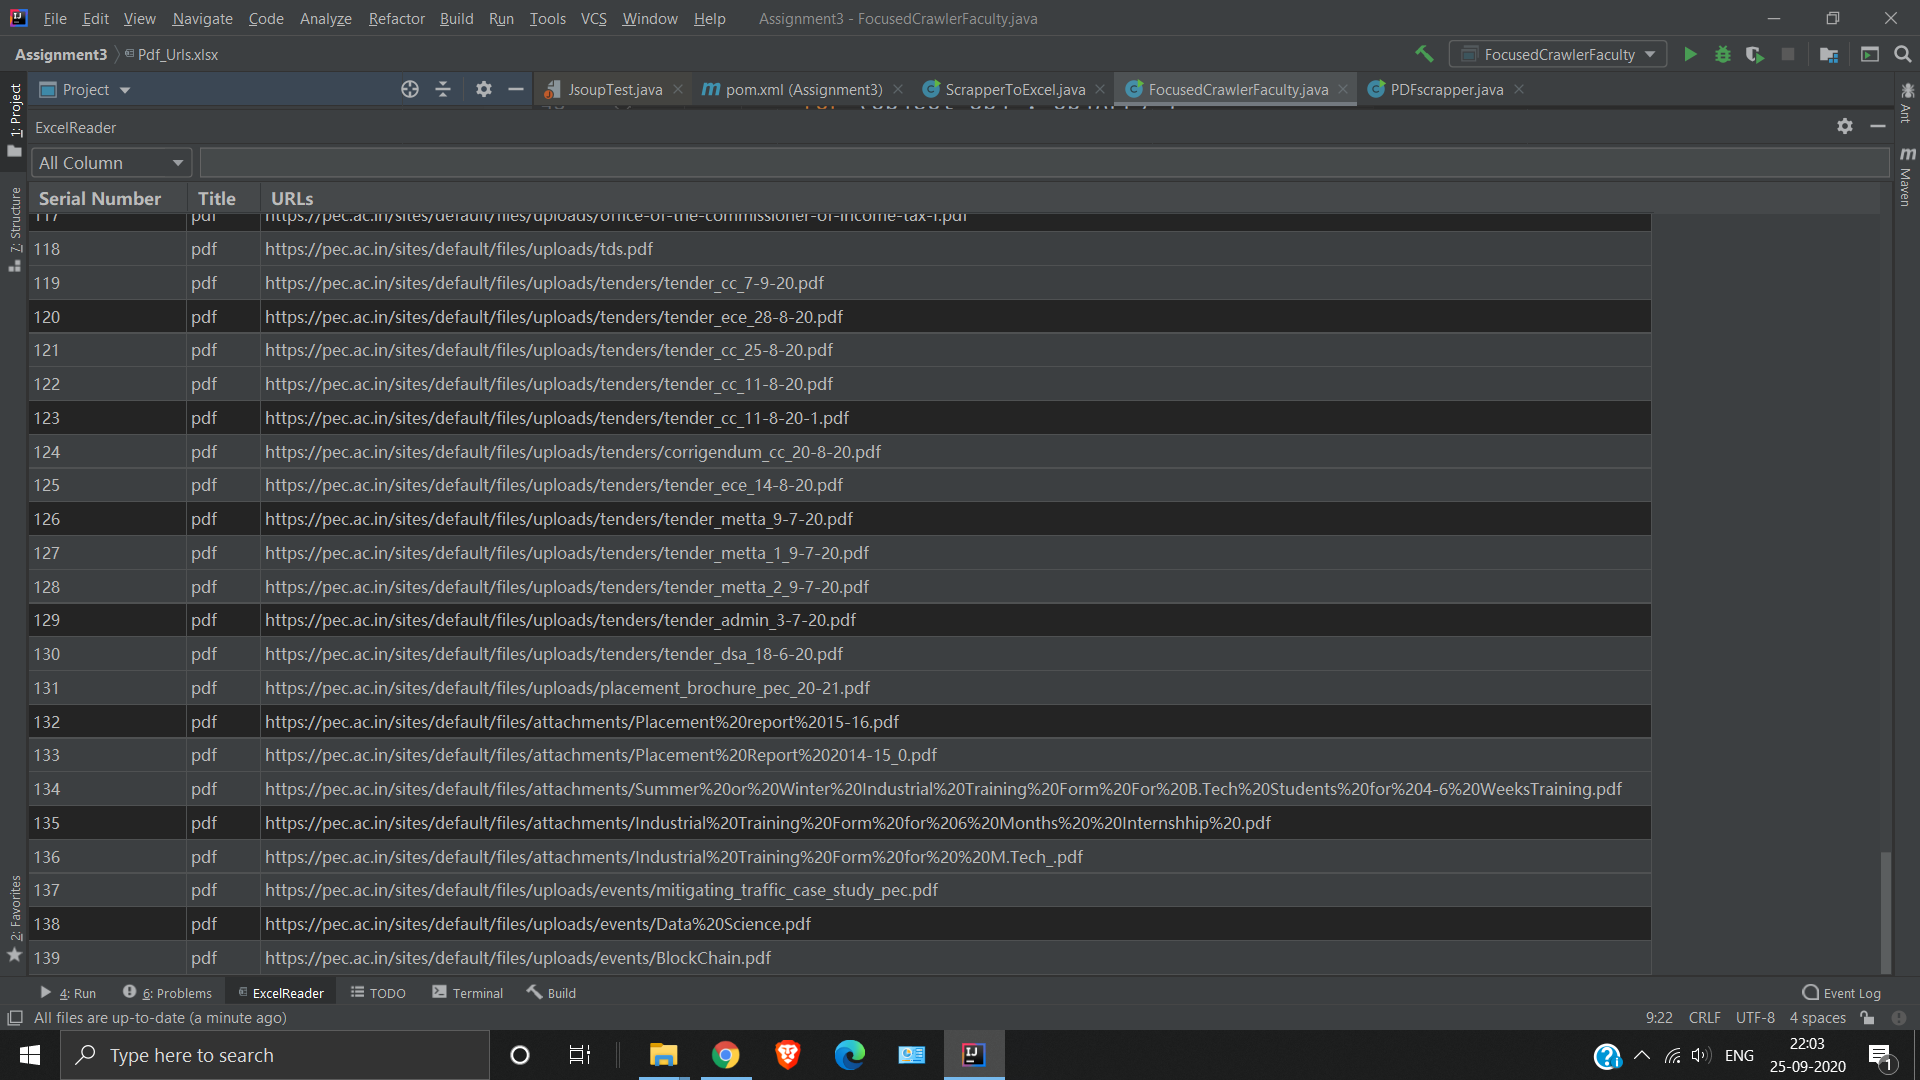 File Edit View Navigate Code Analyze Refactor Build Run Tools VCS Window Help Assignment3 - FocusedCrawlerFaculty.java
Assignment3 Pdf_Urls.xlsx FocusedCrawlerFaculty
Project JsoupTest.java pom.xml (Assignment3) ScrapperToExcel.java FocusedCrawlerFaculty.java PDFscrapper.java
ExcelReader
All Column
Serial Number Title URLs
117 pdf https://pec.ac.in/sites/default/files/uploads/office-of-the-commissioner-of-income-tax-1.pdf
118 pdf https://pec.ac.in/sites/default/files/uploads/tds.pdf
119 pdf https://pec.ac.in/sites/default/files/uploads/tenders/tender_cc_7-9-20.pdf
120 pdf https://pec.ac.in/sites/default/files/uploads/tenders/tender_ece_28-8-20.pdf
121 pdf https://pec.ac.in/sites/default/files/uploads/tenders/tender_cc_25-8-20.pdf
122 pdf https://pec.ac.in/sites/default/files/uploads/tenders/tender_cc_11-8-20.pdf
123 pdf https://pec.ac.in/sites/default/files/uploads/tenders/tender_cc_11-8-20-1.pdf
124 pdf https://pec.ac.in/sites/default/files/uploads/tenders/corrigendum_cc_20-8-20.pdf
125 pdf https://pec.ac.in/sites/default/files/uploads/tenders/tender_ece_14-8-20.pdf
126 pdf https://pec.ac.in/sites/default/files/uploads/tenders/tender_metta_9-7-20.pdf
127 pdf https://pec.ac.in/sites/default/files/uploads/tenders/tender_metta_1_9-7-20.pdf
128 pdf https://pec.ac.in/sites/default/files/uploads/tenders/tender_metta_2_9-7-20.pdf
129 pdf https://pec.ac.in/sites/default/files/uploads/tenders/tender_admin_3-7-20.pdf
130 pdf https://pec.ac.in/sites/default/files/uploads/tenders/tender_dsa_18-6-20.pdf
131 pdf https://pec.ac.in/sites/default/files/uploads/placement_brochure_pec_20-21.pdf
132 pdf https://pec.ac.in/sites/default/files/attachments/Placement%20report%2015-16.pdf
133 pdf https://pec.ac.in/sites/default/files/attachments/Placement%20Report%202014-15_0.pdf
134 pdf https://pec.ac.in/sites/default/files/attachments/Summer%20or%20Winter%20Industrial%20Training%20Form%20For%20B.Tech%20Students%20for%204-6%20WeeksTraining.pdf
135 pdf https://pec.ac.in/sites/default/files/attachments/Industrial%20Training%20Form%20for%206%20Months%20%20Internshhip%20.pdf
136 pdf https://pec.ac.in/sites/default/files/attachments/Industrial%20Training%20Form%20for%20%20M.Tech_.pdf
137 pdf https://pec.ac.in/sites/default/files/uploads/events/mitigating_traffic_case_study_pec.pdf
138 pdf https://pec.ac.in/sites/default/files/uploads/events/Data%20Science.pdf
139 pdf https://pec.ac.in/sites/default/files/uploads/events/BlockChain.pdf
1: Project
7: Structure
2: Favorites
Ant
Maven
4: Run 6: Problems ExcelReader TODO Terminal Build Event Log
All files are up-to-date (a minute ago) 9:22 CRLF UTF-8 4 spaces
Type here to search ENG 22:03
25-09-2020 1